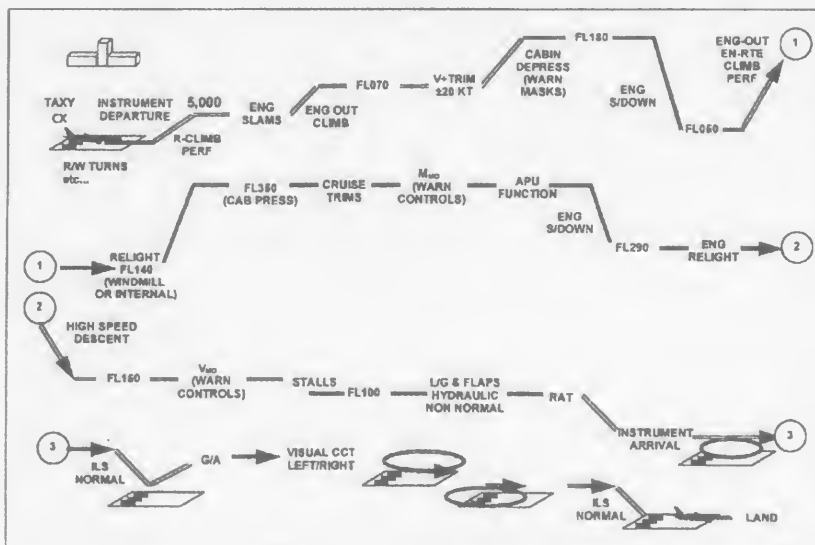 TAXY
CX
R/W TURNS
etc...
INSTRUMENT
DEPARTURE
5,000
R-CLIMB
PERF
ENG
SLAMS
ENG OUT
CLIMB
FL070
V+TRIM
±20 KT
CABIN
DEPRESS
(WARN
MASKS)
FL180
ENG
S/DOWN
FL050
ENG-OUT
EN-RTE
CLIMB
PERF
1
1
RELIGHT
FL140
(WINDMILL
OR INTERNAL)
FL350
(CAB PRESS)
CRUISE
TRIMS
MMO
(WARN
CONTROLS)
APU
FUNCTION
ENG
S/DOWN
FL290
ENG
RELIGHT
2
2
HIGH SPEED
DESCENT
FL150
VMO
(WARN
CONTROLS)
STALLS
FL100
L/G & FLAPS
HYDRAULIC
NON NORMAL
RAT
INSTRUMENT
ARRIVAL
3
3
ILS
NORMAL
G/A
VISUAL CCT
LEFT/RIGHT
ILS
NORMAL
LAND